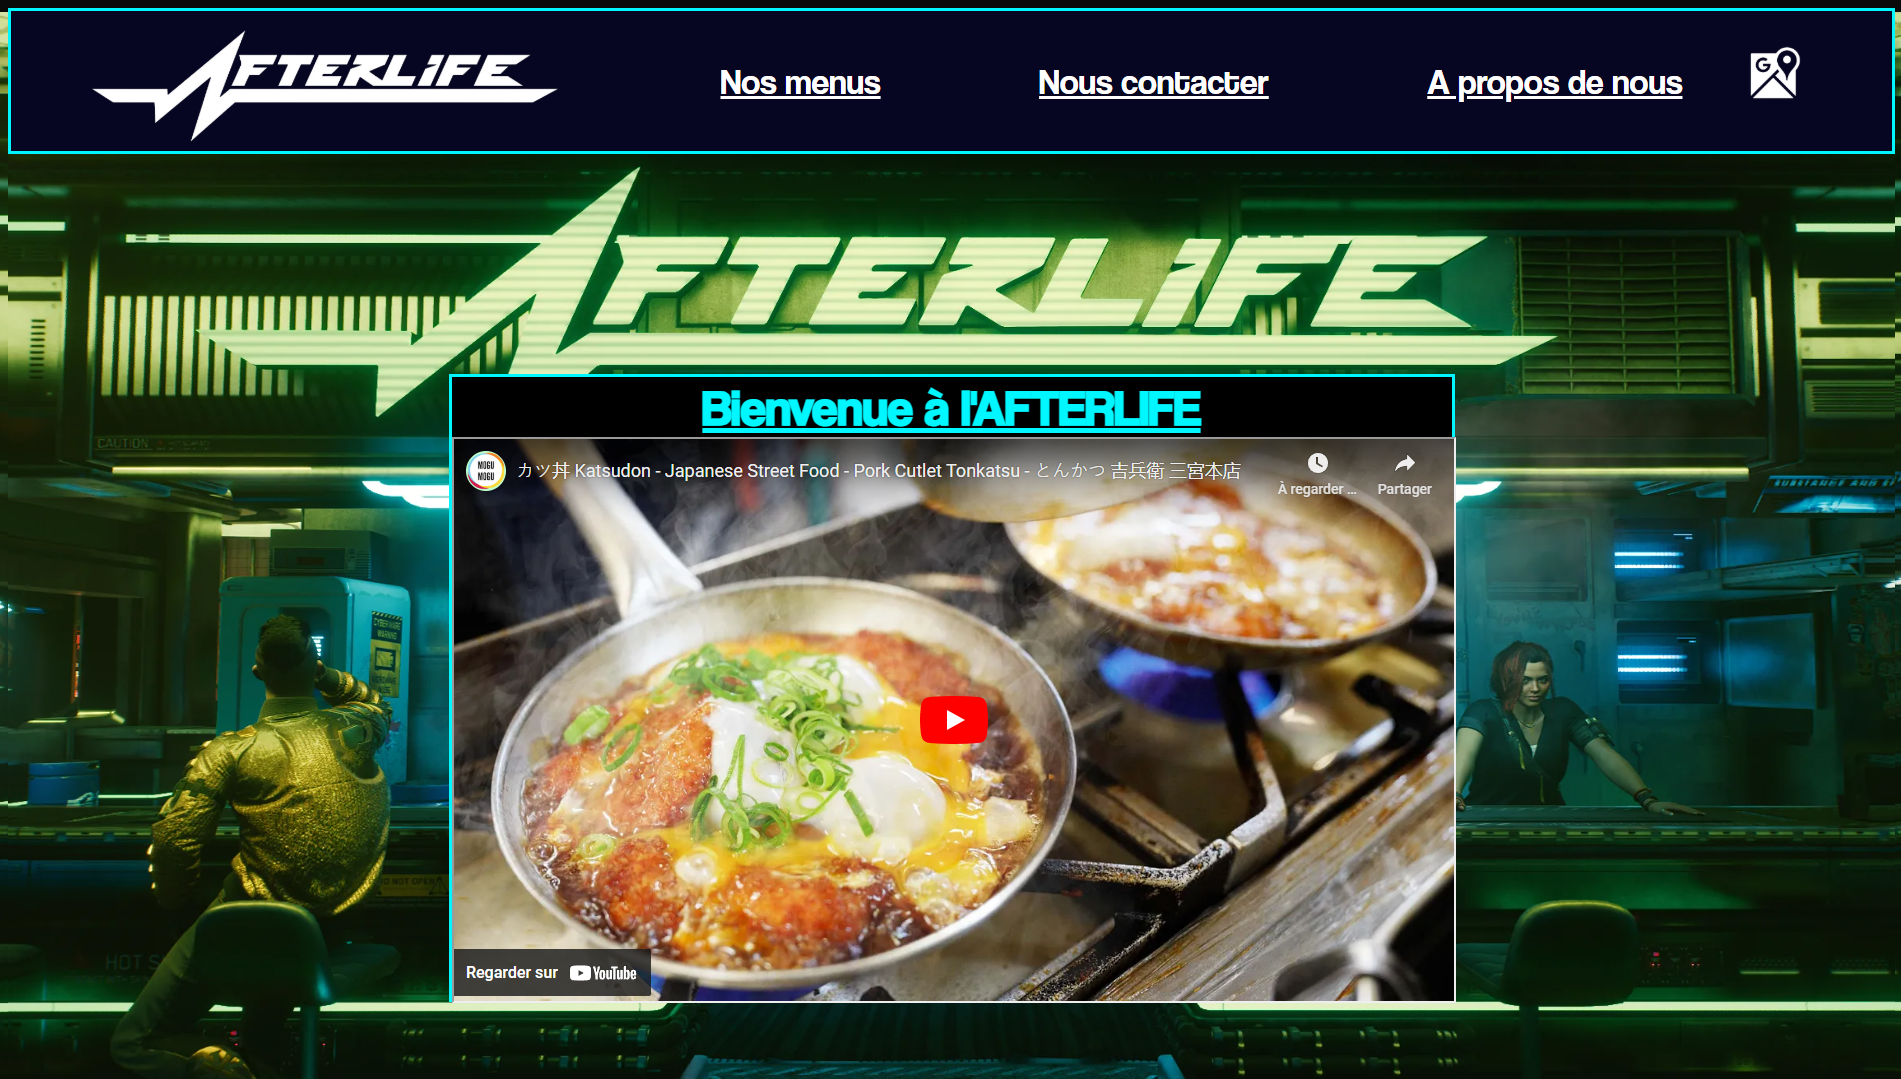 AFTERLIFE
Nos menus
Nous contacter
A propos de nous
G
AFTERLIFE
CAUTION
Bienvenue à l'AFTERLIFE
MOGU
MOGU
カツ丼 Katsudon - Japanese Street Food - Pork Cutlet Tonkatsu - とんかつ 吉兵衛 三宮本店
À regarder ...
Partager
CYBERWARE
WARNING
HOT S
Regarder sur YouTube